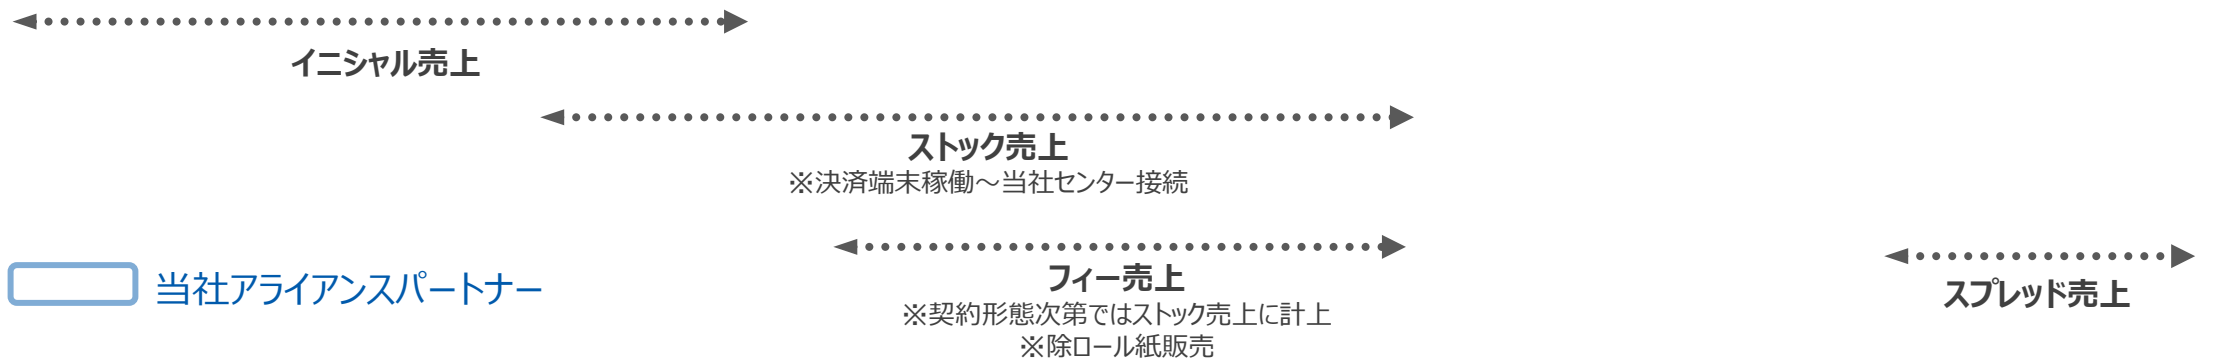 イニシャル売上
ストック売上
※決済端末稼働～当社センター接続
当社アライアンスパートナー
フィー売上
※契約形態次第ではストック売上に計上
※除ロール紙販売
スプレッド売上